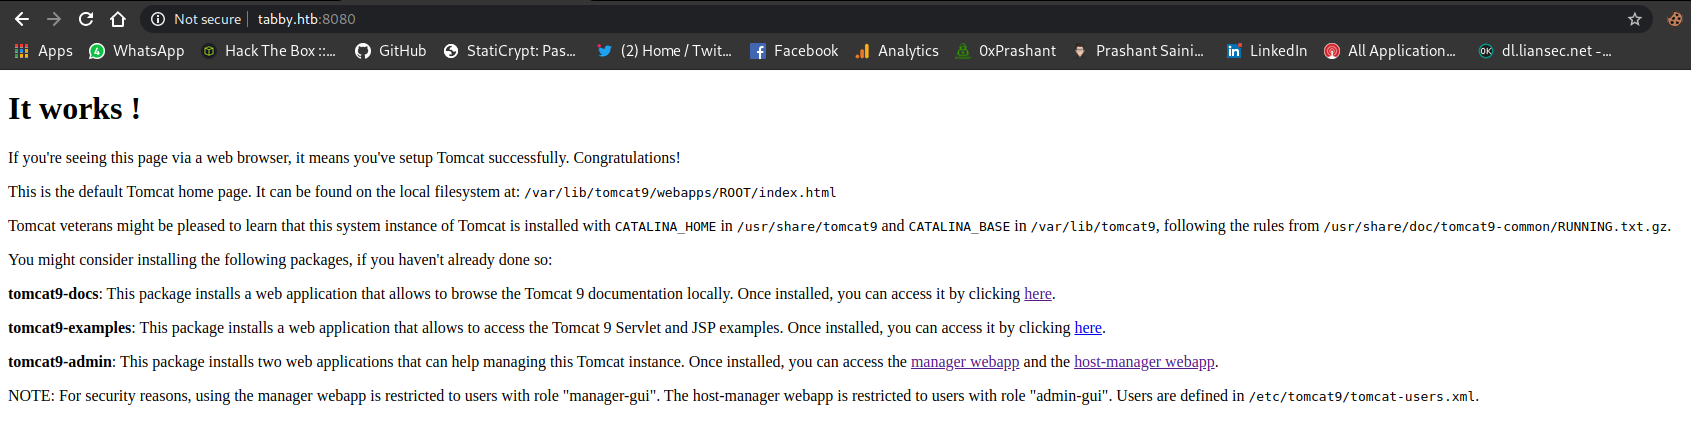 Not secure | tabby.htb:8080
Apps WhatsApp Hack The Box ::... GitHub StatiCrypt: Pas... (2) Home / Twit... Facebook Analytics 0xPrashant Prashant Saini... LinkedIn All Application... dl.liansec.net -...
It works !
If you're seeing this page via a web browser, it means you've setup Tomcat successfully. Congratulations!
This is the default Tomcat home page. It can be found on the local filesystem at: /var/lib/tomcat9/webapps/ROOT/index.html
Tomcat veterans might be pleased to learn that this system instance of Tomcat is installed with CATALINA_HOME in /usr/share/tomcat9 and CATALINA_BASE in /var/lib/tomcat9, following the rules from /usr/share/doc/tomcat9-common/RUNNING.txt.gz.
You might consider installing the following packages, if you haven't already done so:
tomcat9-docs: This package installs a web application that allows to browse the Tomcat 9 documentation locally. Once installed, you can access it by clicking here.
tomcat9-examples: This package installs a web application that allows to access the Tomcat 9 Servlet and JSP examples. Once installed, you can access it by clicking here.
tomcat9-admin: This package installs two web applications that can help managing this Tomcat instance. Once installed, you can access the manager webapp and the host-manager webapp.
NOTE: For security reasons, using the manager webapp is restricted to users with role "manager-gui". The host-manager webapp is restricted to users with role "admin-gui". Users are defined in /etc/tomcat9/tomcat-users.xml.